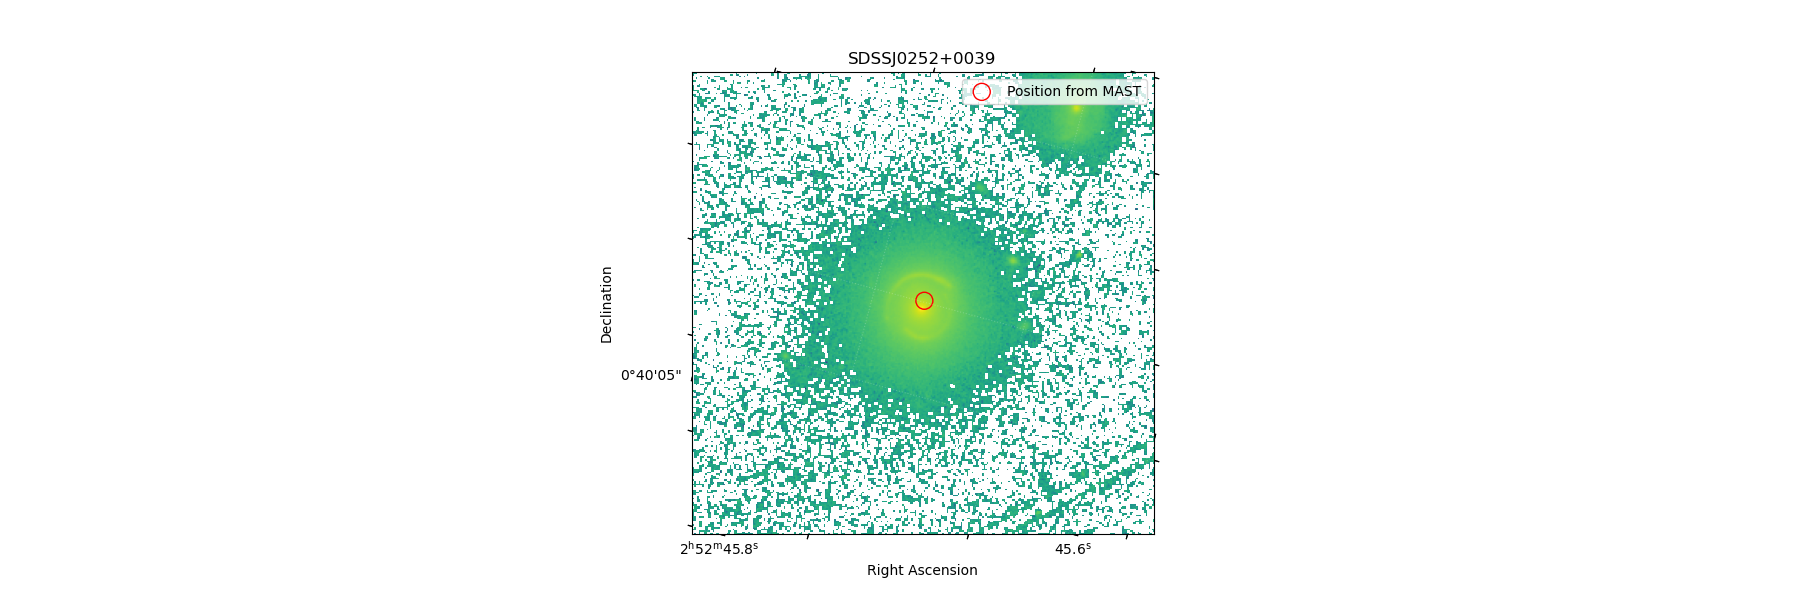 SDSSJ0252+0039
Position from MAST
Declination
0°40'05"
2h52m45.8s
45.6s
Right Ascension